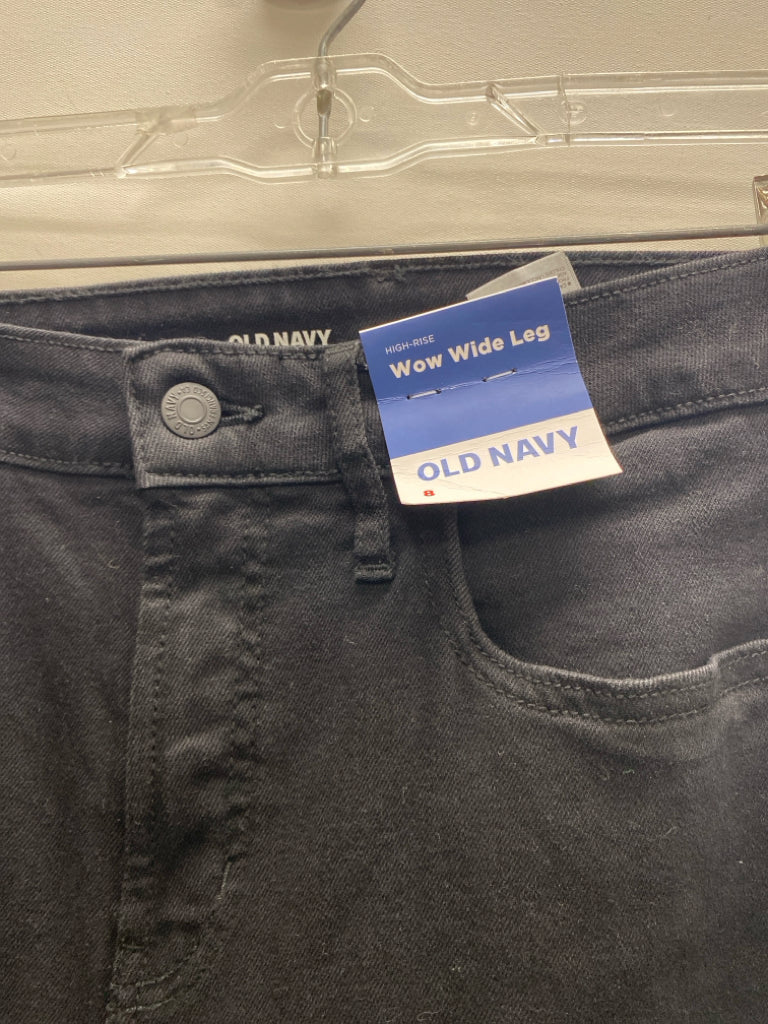 OLD NAVY
HIGH-RISE
Wow Wide Leg
OLD NAVY
8